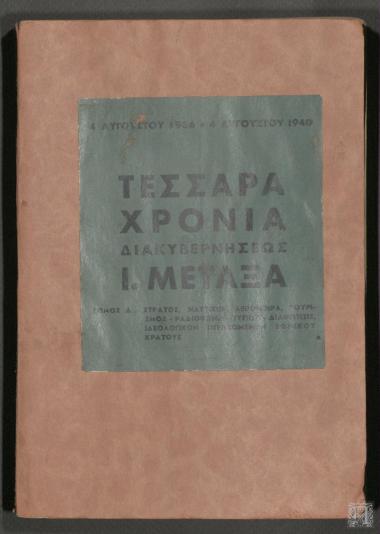 4 ΑΥΓΟΥΣΤΟΥ 1936 • 4 ΑΥΓΟΥΣΤΟΥ 1940
ΤΕΣΣΑΡΑ
ΧΡΟΝΙΑ
ΔΙΑΚΥΒΕΡΝΗΣΕΩΣ
Ι. ΜΕΤΑΞΑ
ΤΟΜΟΣ Δ. ΣΤΡΑΤΟΣ, ΝΑΥΤΙΚΟΝ, ΑΕΡΟΠΟΡΙΑ, ΤΟΥΡΙ-
ΣΜΟΣ - ΡΑΔΙΟΦΩΝΙΑ - ΤΥΠΟΣ -
ΙΔΕΟΛΟΓΙΚΟΝ ΠΕΡΙΕΧΟΜΕΝΟΝ ΕΘΝΙΚΟΥ
ΚΡΑΤΟΥΣ